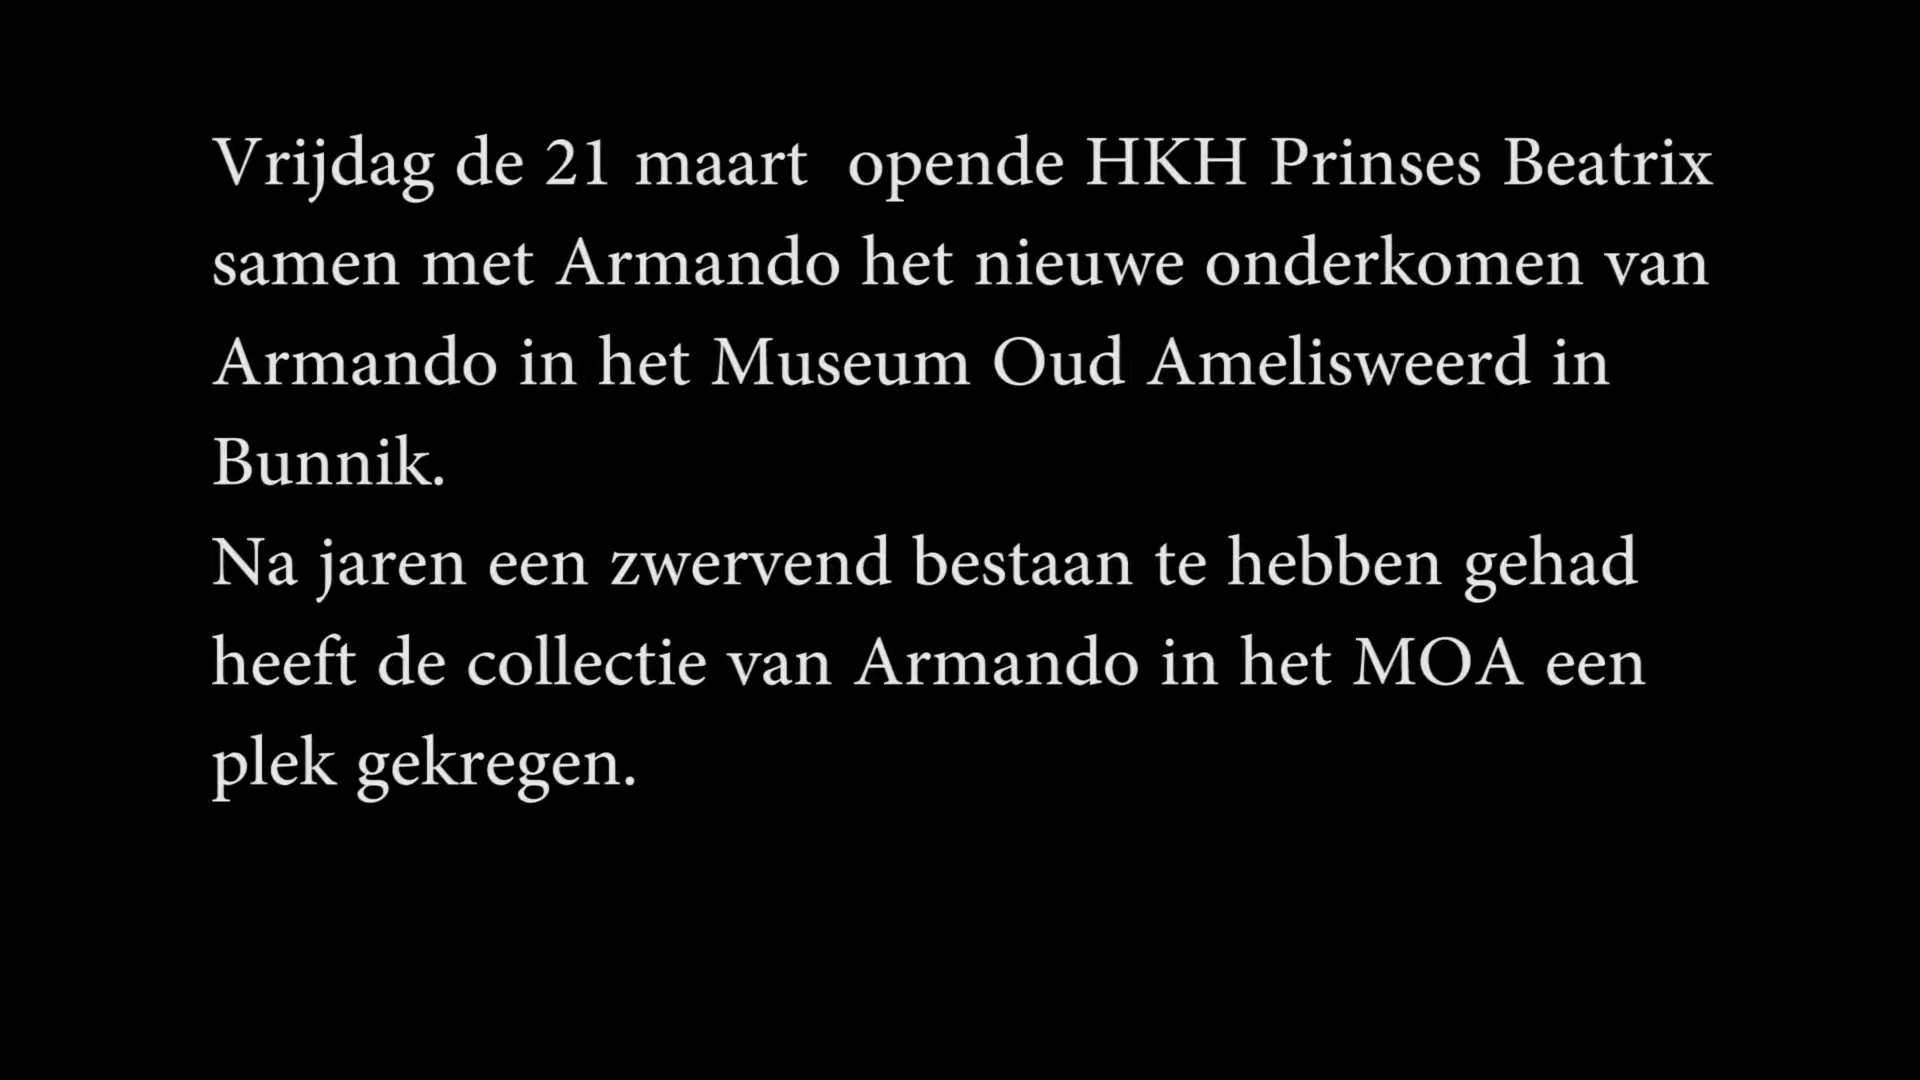 Vrijdag de 21 maart  opende HKH Prinses Beatrix
samen met Armando het nieuwe onderkomen van
Armando in het Museum Oud Amelisweerd in
Bunnik.
Na jaren een zwervend bestaan te hebben gehad
heeft de collectie van Armando in het MOA een
plek gekregen.